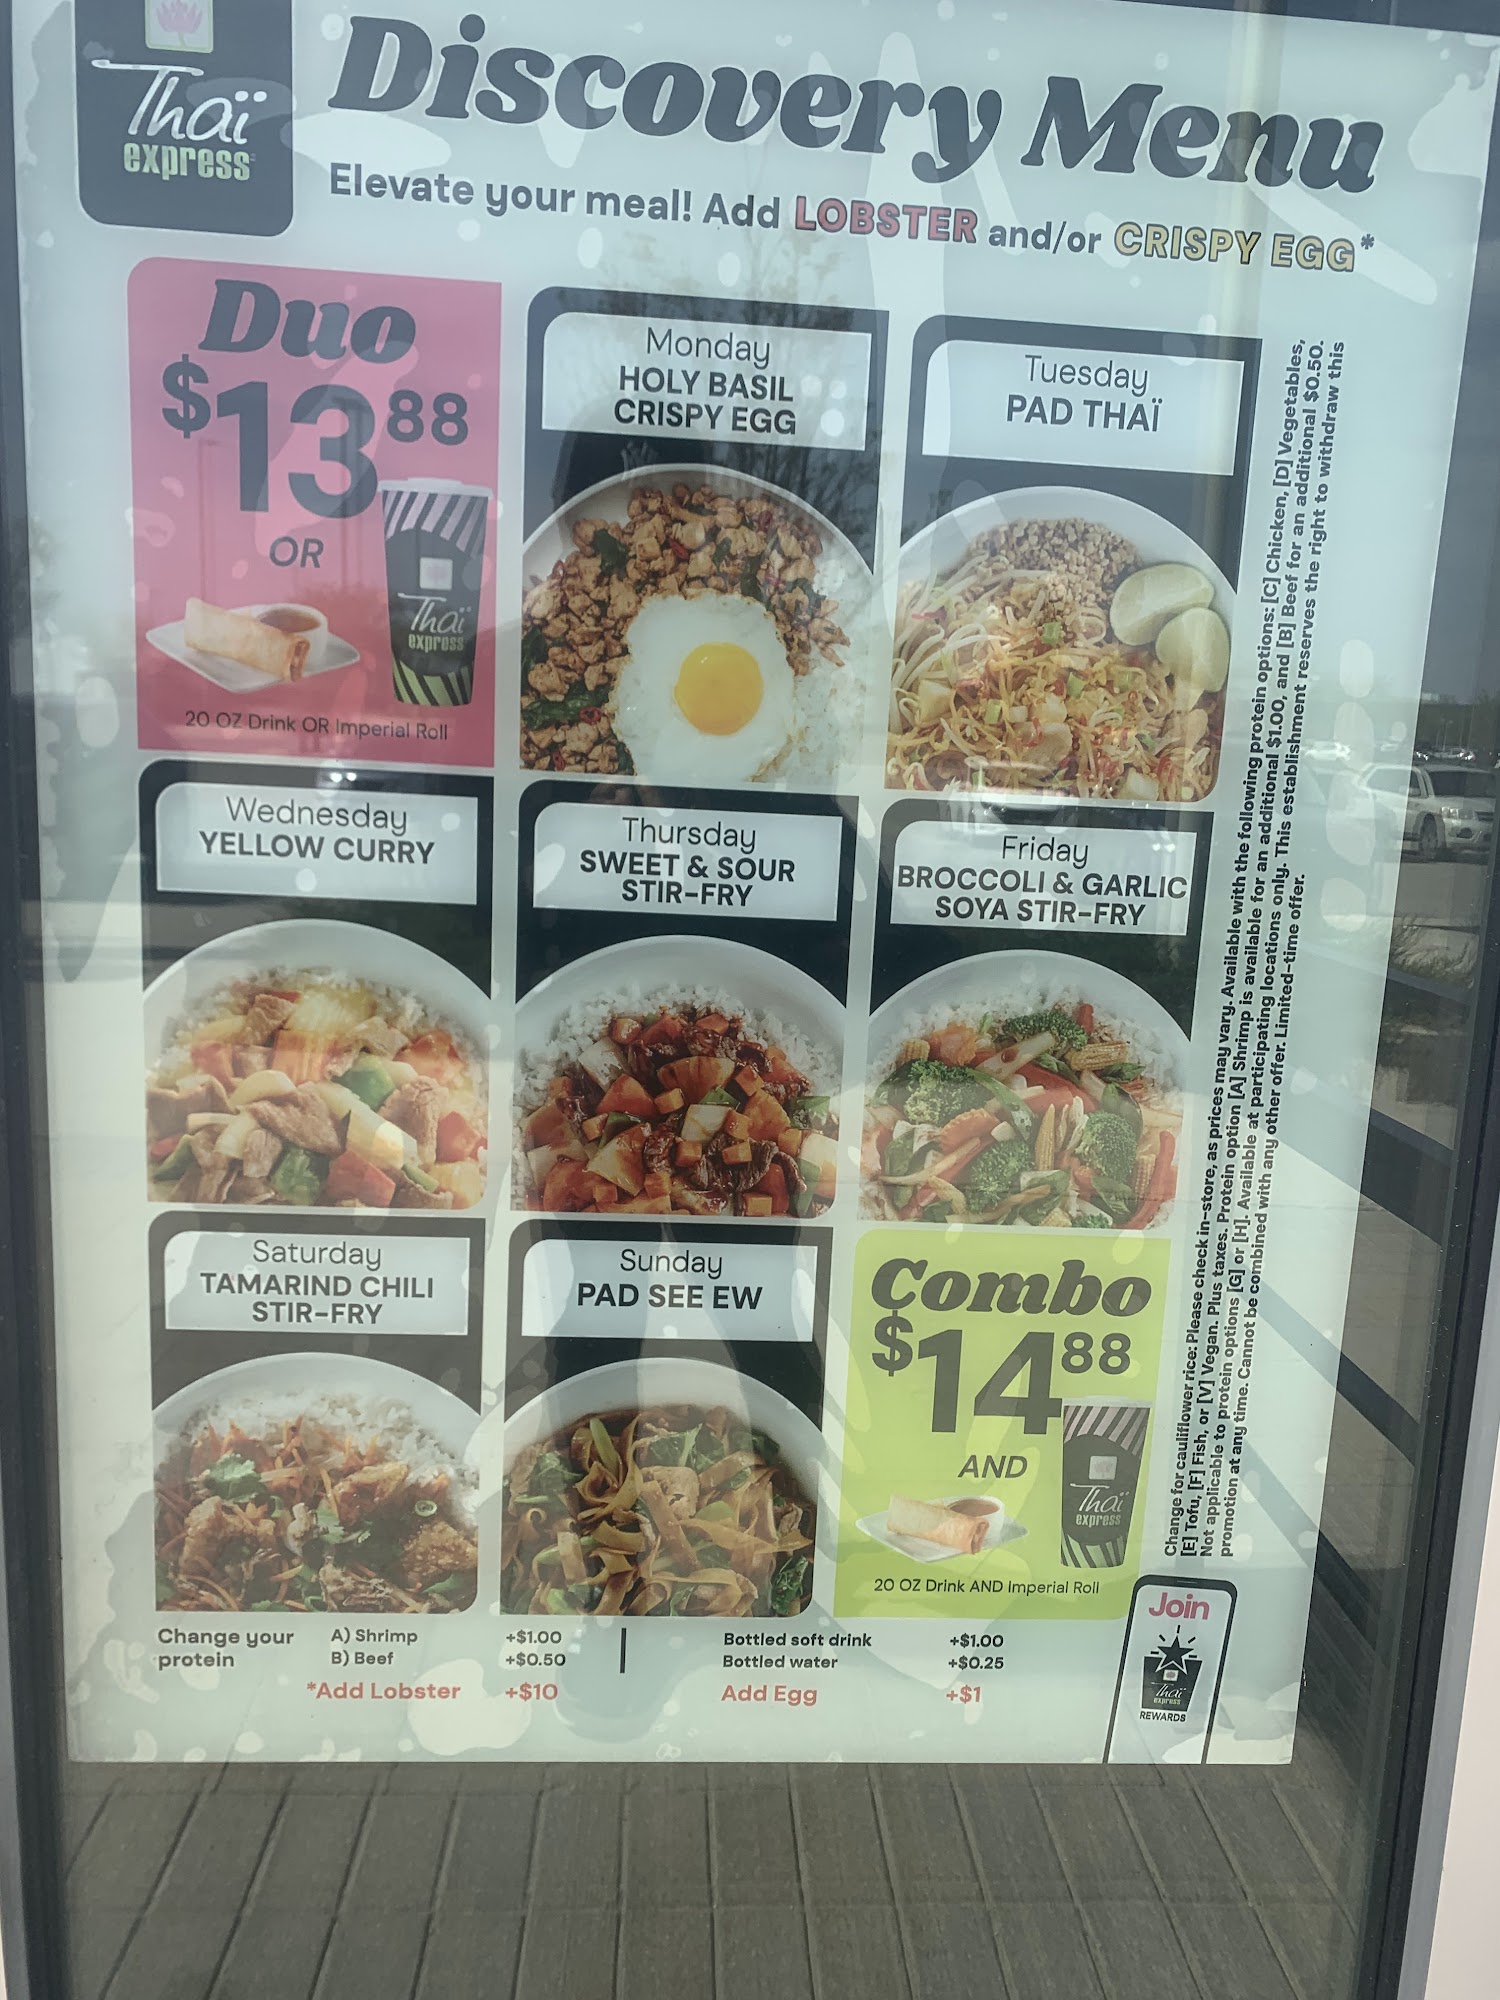 Thaï
express
Discovery Menu
Elevate your meal! Add LOBSTER and/or CRISPY EGG*
Duo
$13 88
OR
Thaï
express
20 OZ Drink OR Imperial Roll
Monday
HOLY BASIL
CRISPY EGG
Tuesday
PAD THAÏ
Wednesday
YELLOW CURRY
Thursday
SWEET & SOUR
STIR-FRY
Friday
BROCCOLI & GARLIC
SOYA STIR-FRY
Saturday
TAMARIND CHILI
STIR-FRY
Sunday
PAD SEE EW
Combo
$14 88
AND
Thaï
express
20 OZ Drink AND Imperial Roll
Change for cauliflower rice: Please check in-store, as prices may vary. Available with the following protein options: [C] Chicken, [D] Vegetables,
[E] Tofu, [F] Fish, or [V] Vegan. Plus taxes. Protein option [A] Shrimp is available for an additional $1.00, and [B] Beef for an additional $0.50.
Not applicable to protein options [G] or [H]. Available at participating locations only. This establishment reserves the right to withdraw this
promotion at any time. Cannot be combined with any other offer. Limited-time offer.
Change your protein
A) Shrimp +$1.00
B) Beef +$0.50
*Add Lobster +$10
Bottled soft drink +$1.00
Bottled water +$0.25
Add Egg +$1
Join
Thaï
express
REWARDS